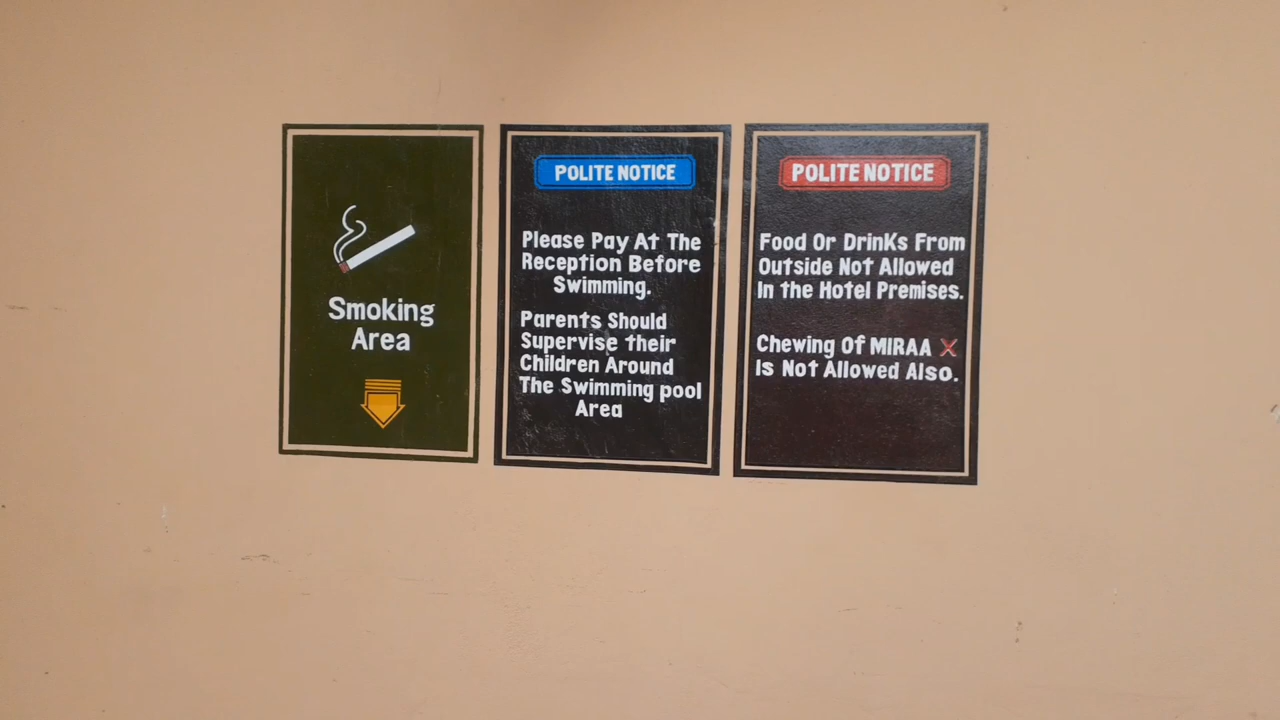 Smoking
Area
POLITE NOTICE
Please Pay At The
Reception Before
Swimming.
Parents Should
Supervise their
Children Around
The Swimming pool
Area
POLITE NOTICE
Food Or Drinks From
Outside Not Allowed
In the Hotel Premises.
Chewing Of MIRAA X
Is Not Allowed Also.